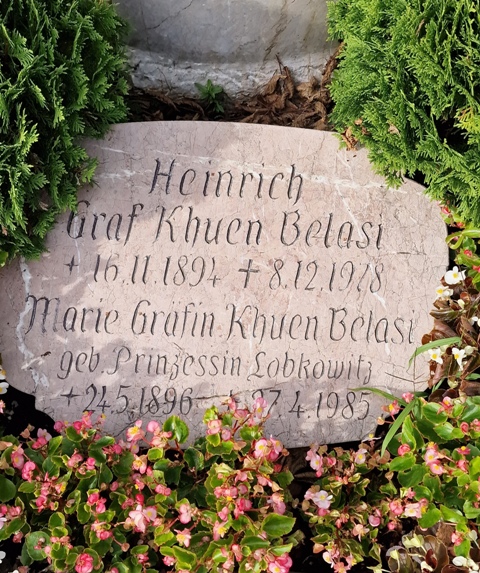 Heinrich
Graf Khuen Belasi
+ 16.11.1894 + 8.12.1978
Marie Gräfin Khuen Belasi
geb. Prinzessin Lobkowitz
+ 24.5.1896 + 27.4.1985